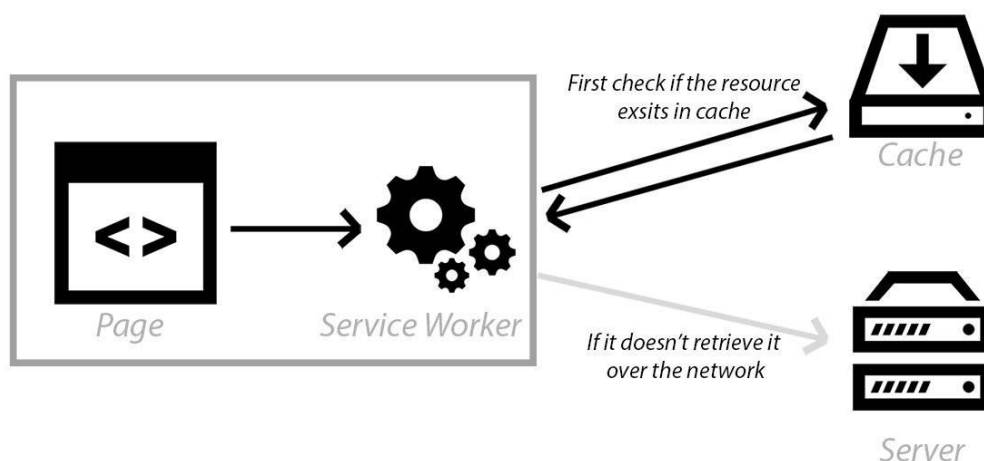 First check if the resource
exsits in cache
Cache
< >
Page
Service Worker
If it doesn't retrieve it
over the network
Server